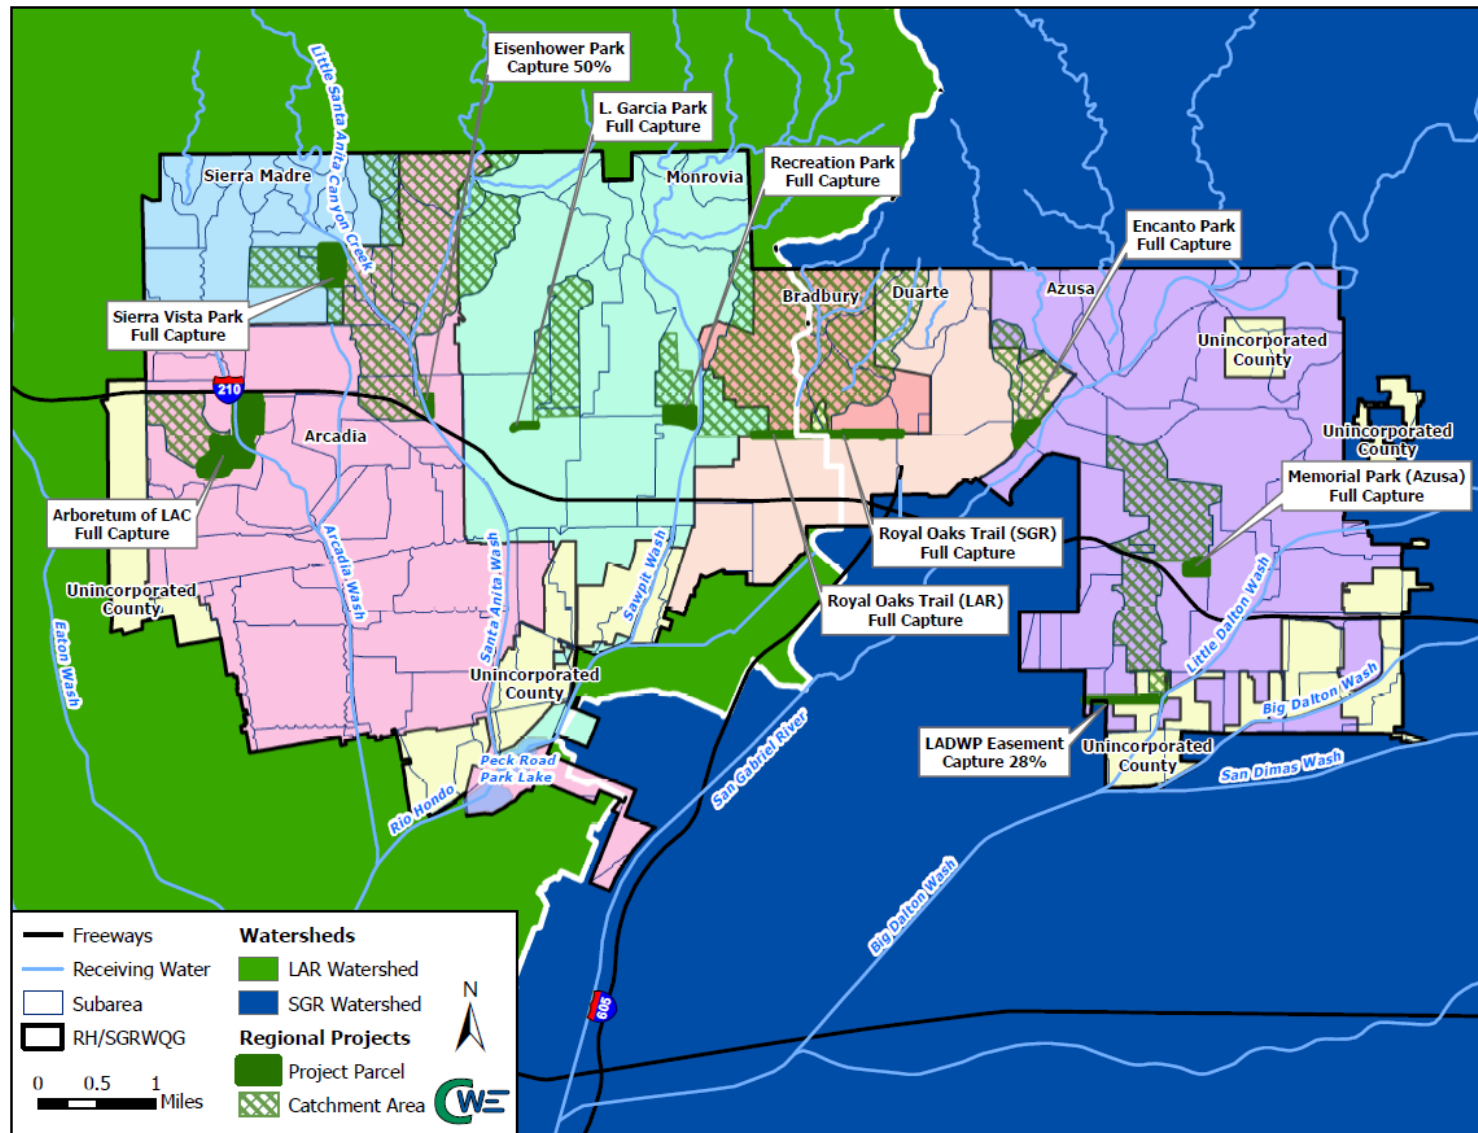 Eisenhower Park
Capture 50%
L. Garcia Park
Full Capture
Recreation Park
Full Capture
Encanto Park
Full Capture
Little Santa Anita Canyon Creek
Sierra Madre
Monrovia
Bradbury
Duarte
Azusa
Sierra Vista Park
Full Capture
Unincorporated
County
210
Arcadia
Unincorporated
County
Memorial Park (Azusa)
Full Capture
Arboretum of LAC
Full Capture
Royal Oaks Trail (SGR)
Full Capture
Royal Oaks Trail (LAR)
Full Capture
Arcadia Wash
Santa Anita Wash
Sawpit Wash
Little Dalton Wash
Unincorporated
County
Eaton Wash
Unincorporated
County
Big Dalton Wash
San Gabriel River
LADWP Easement
Capture 28%
Unincorporated
County
San Dimas Wash
Peck Road
Park Lake
Rio Hondo
Big Dalton Wash
605
Freeways
Receiving Water
Subarea
RH/SGRWQG
0 0.5 1
Miles
Watersheds
LAR Watershed
SGR Watershed
Regional Projects
Project Parcel
Catchment Area
N
CWE